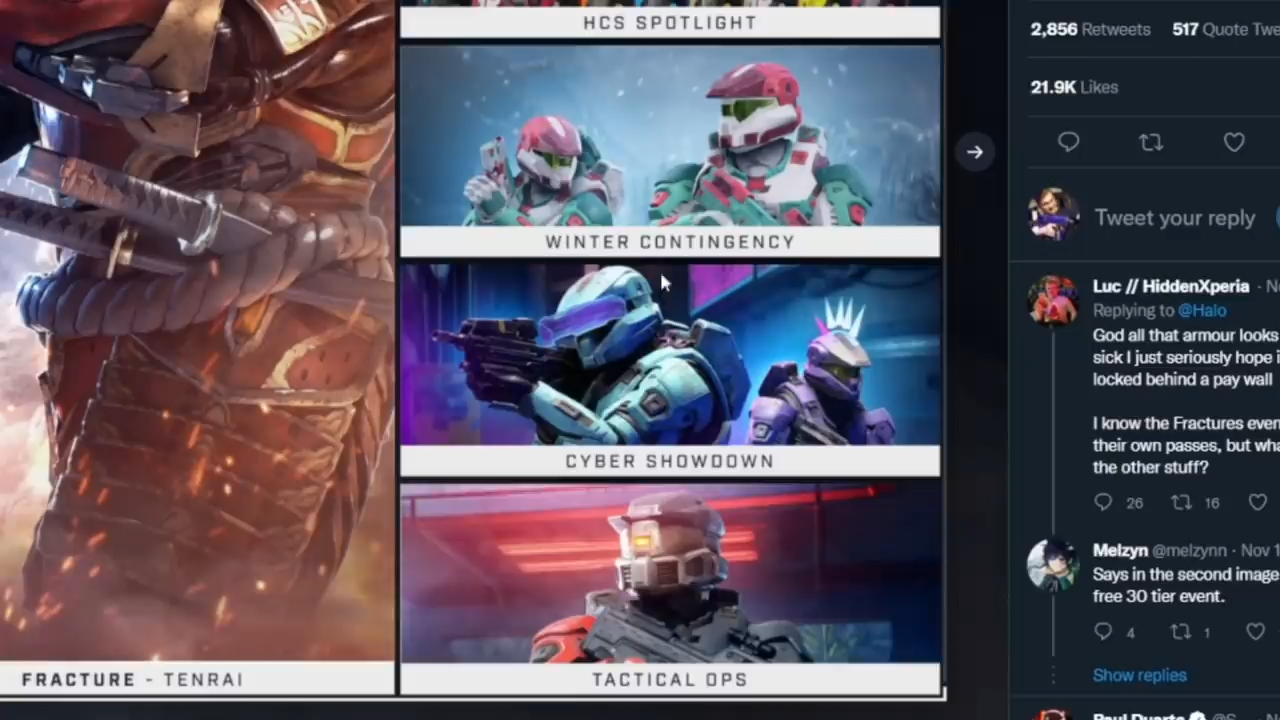 HCS SPOTLIGHT
WINTER CONTINGENCY
CYBER SHOWDOWN
FRACTURE - TENRAI
TACTICAL OPS
2,856 Retweets 517 Quote Twe
21.9K Likes
Tweet your reply
Luc // HiddenXperia · N
Replying to @Halo
God all that armour looks
sick I just seriously hope i
locked behind a pay wall
I know the Fractures even
their own passes, but wha
the other stuff?
26 16
Melzyn @melzynn · Nov 1
Says in the second image
free 30 tier event.
4 1
Show replies
Paul Duarte